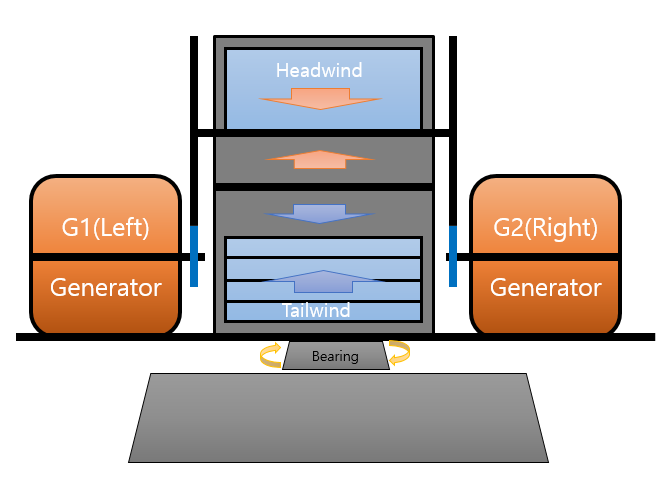 Headwind
G1(Left)
Generator
G2(Right)
Generator
Tailwind
Bearing